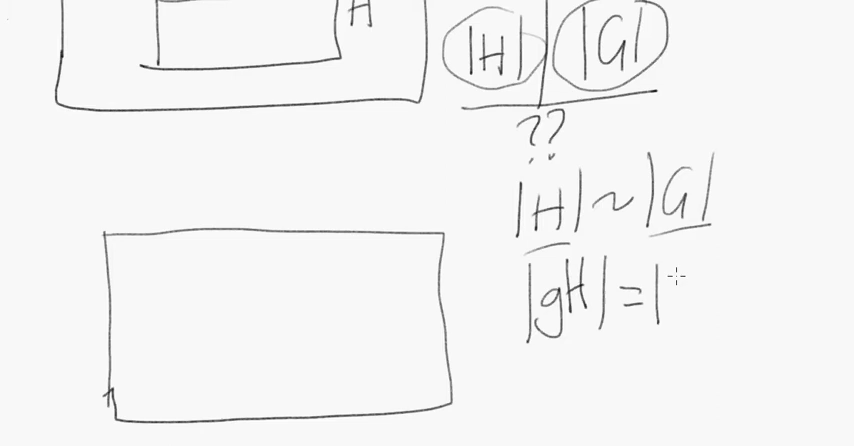 H
|H| | |G|
??
|H| ~ |G|
|gH| = |